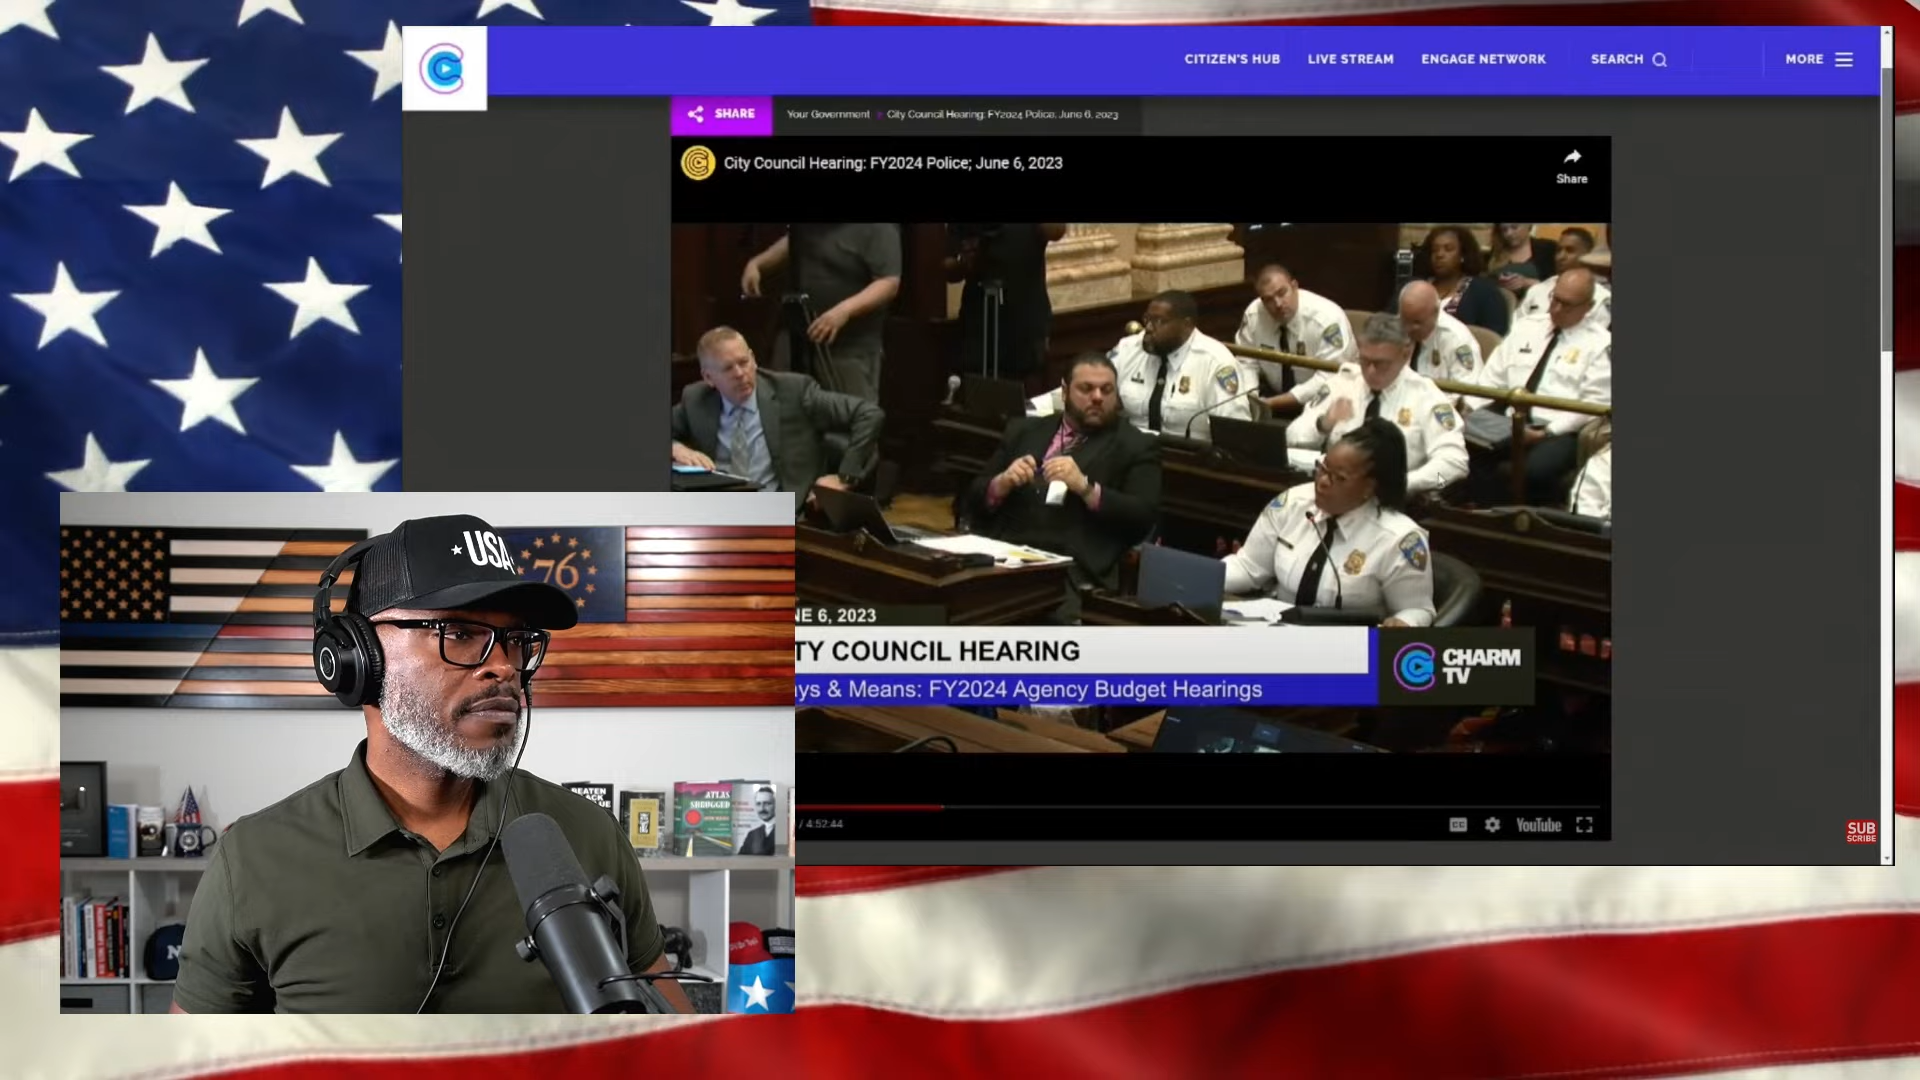 CITIZEN'S HUB
LIVE STREAM
ENGAGE NETWORK
SEARCH
MORE
SHARE
Your Government
City Council Hearing: FY2024 Police, June 6, 2023
City Council Hearing: FY2024 Police; June 6, 2023
Share
NE 6, 2023
TY COUNCIL HEARING
ys & Means: FY2024 Agency Budget Hearings
CHARM
TV
/ 4:52:44
CC
YouTube
SUB
SCRIBE
USA
76
BEATEN
ATLAS
SHRUGGED